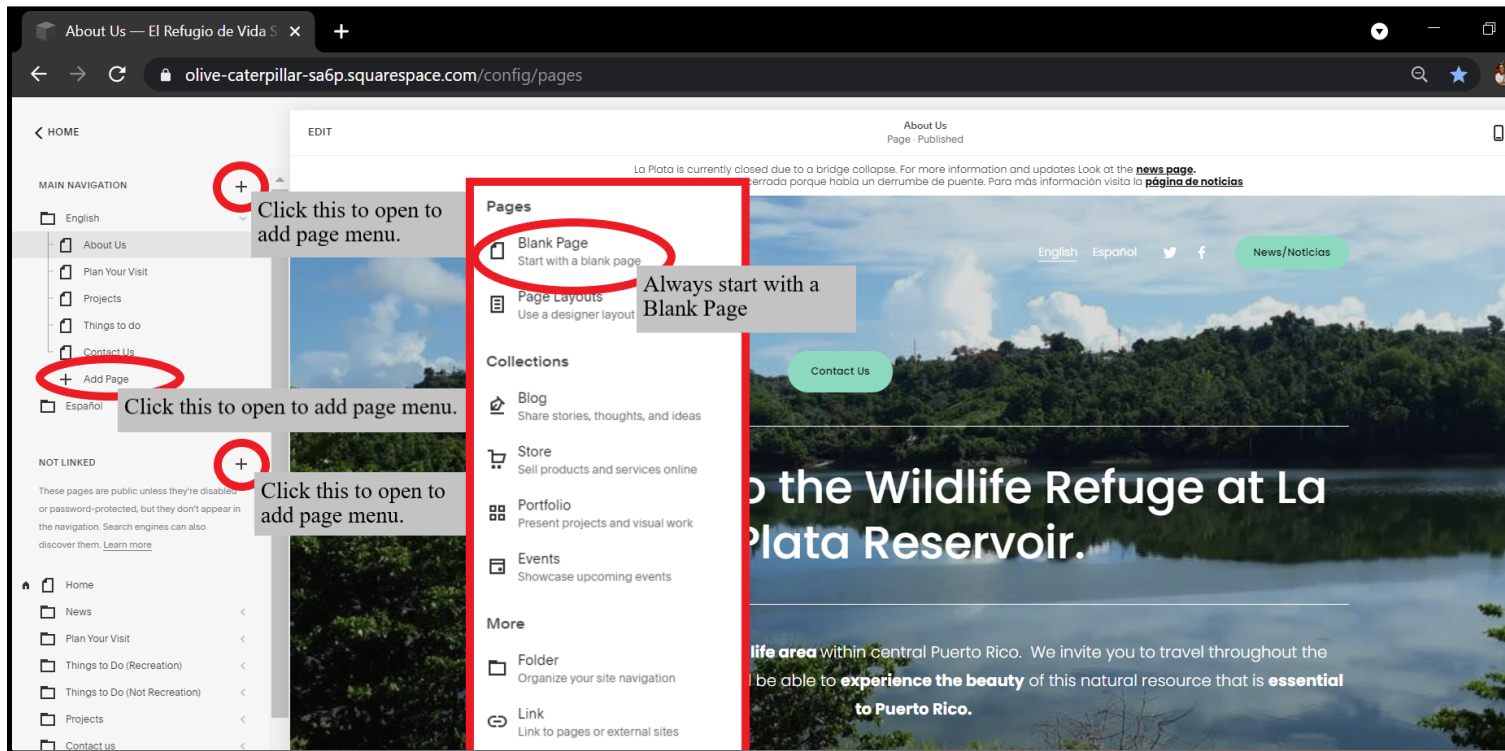 About Us — El Refugio de Vida S
olive-caterpillar-sa6p.squarespace.com/config/pages
HOME
EDIT
About Us
Page · Published
La Plata is currently closed due to a bridge collapse. For more information and updates Look at the news page.
cerrada porque había un derrumbe de puente. Para más información visita la página de noticias
MAIN NAVIGATION
English
About Us
Plan Your Visit
Projects
Things to do
Contact Us
Add Page
Español
Click this to open to
add page menu.
Click this to open to add page menu.
NOT LINKED
These pages are public unless they're disabled
or password-protected, but they don't appear in
the navigation. Search engines can also
discover them. Learn more
Click this to open to
add page menu.
Home
News
Plan Your Visit
Things to Do (Recreation)
Things to Do (Not Recreation)
Projects
Contact us
Pages
Blank Page
Start with a blank page
Always start with a
Blank Page
Page Layouts
Use a designer layout
Collections
Blog
Share stories, thoughts, and ideas
Store
Sell products and services online
Portfolio
Present projects and visual work
Events
Showcase upcoming events
More
Folder
Organize your site navigation
Link
Link to pages or external sites
English Español
News/Noticias
Contact Us
the Wildlife Refuge at La
Plata Reservoir.
life area within central Puerto Rico. We invite you to travel throughout the
be able to experience the beauty of this natural resource that is essential
to Puerto Rico.